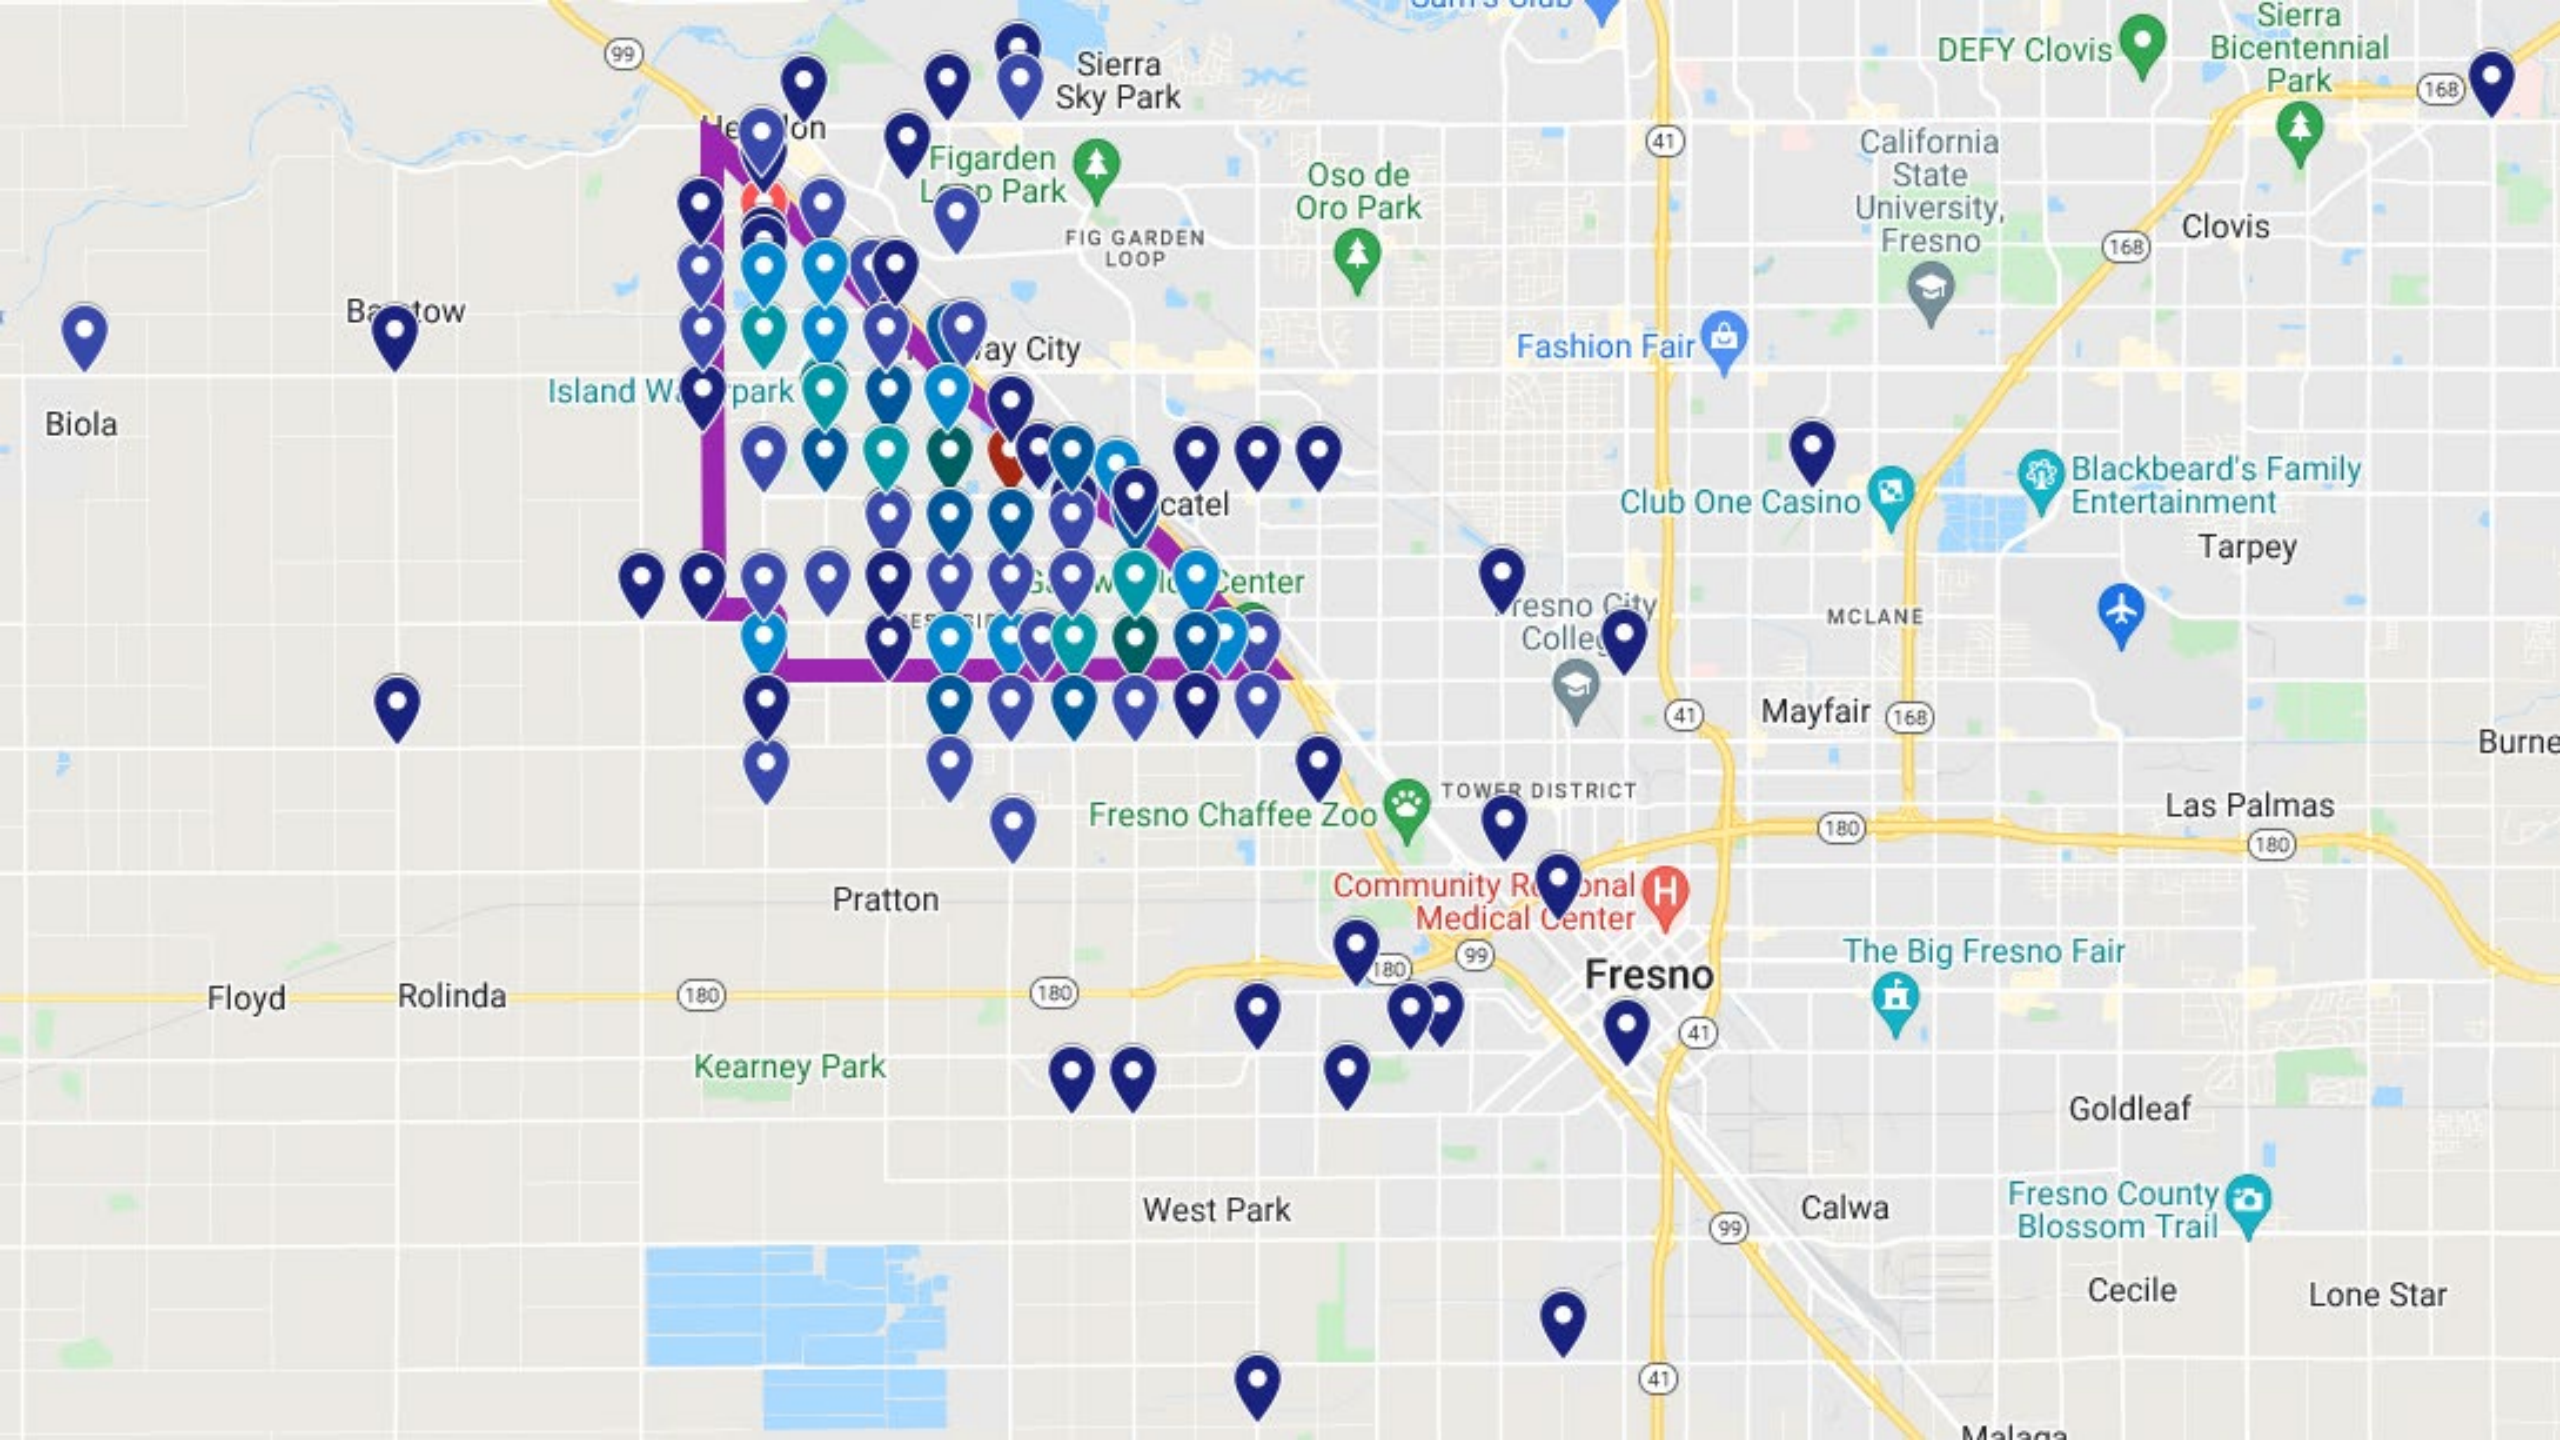 99
Sierra
Sky Park
DEFY Clovis
Sierra
Bicentennial
Park
168
41
Figarden
Park
Oso de
Oro Park
California
State
University,
Fresno
FIG GARDEN
LOOP
168
Clovis
Biola
Fashion Fair
City
Island
park
Club One Casino
Blackbeard's Family
Entertainment
Tarpey
Center
Fresno City
MCLANE
41
Mayfair
168
Burne
TOWER DISTRICT
Fresno Chaffee Zoo
180
Las Palmas
180
Pratton
Community
Medical Center
180
99
Fresno
The Big Fresno Fair
Floyd
Rolinda
180
180
41
Kearney Park
Goldleaf
West Park
Calwa
Fresno County
Blossom Trail
99
Cecile
Lone Star
41